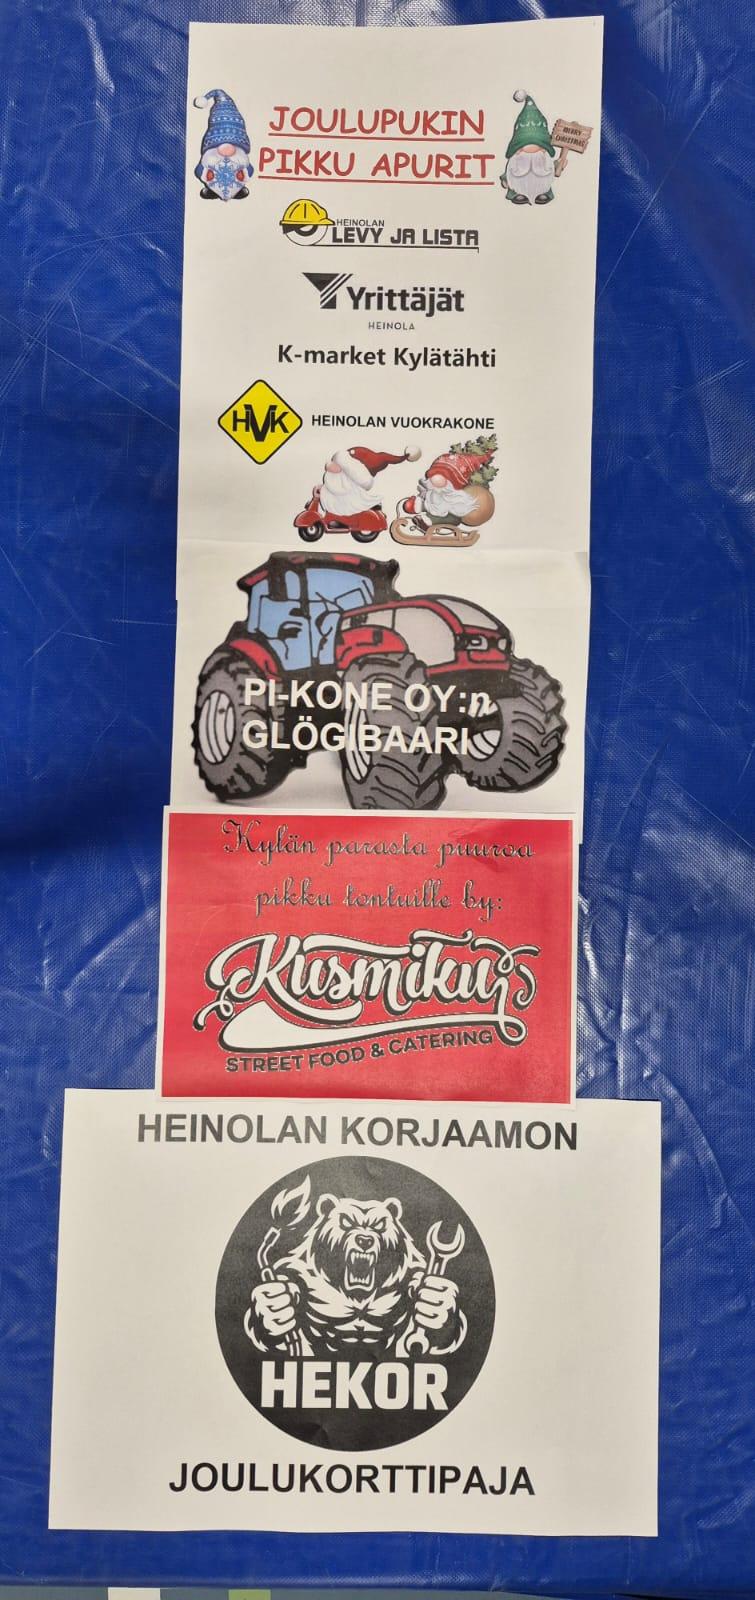 JOULUPUKIN
PIKKU APURIT
MERRY
CHRISTMAS
HEINOLAN
LEVY JA LISTA
Yrittäjät
HEINOLA
K-market Kylätähti
HVK
HEINOLAN VUOKRAKONE
PI-KONE OY:n
GLÖGIBAARI
Kylän parasta puuroa
pikku tontuille by:
Kusmikuz
STREET FOOD & CATERING
HEINOLAN KORJAAMON
HEKOR
JOULUKORTTIPAJA